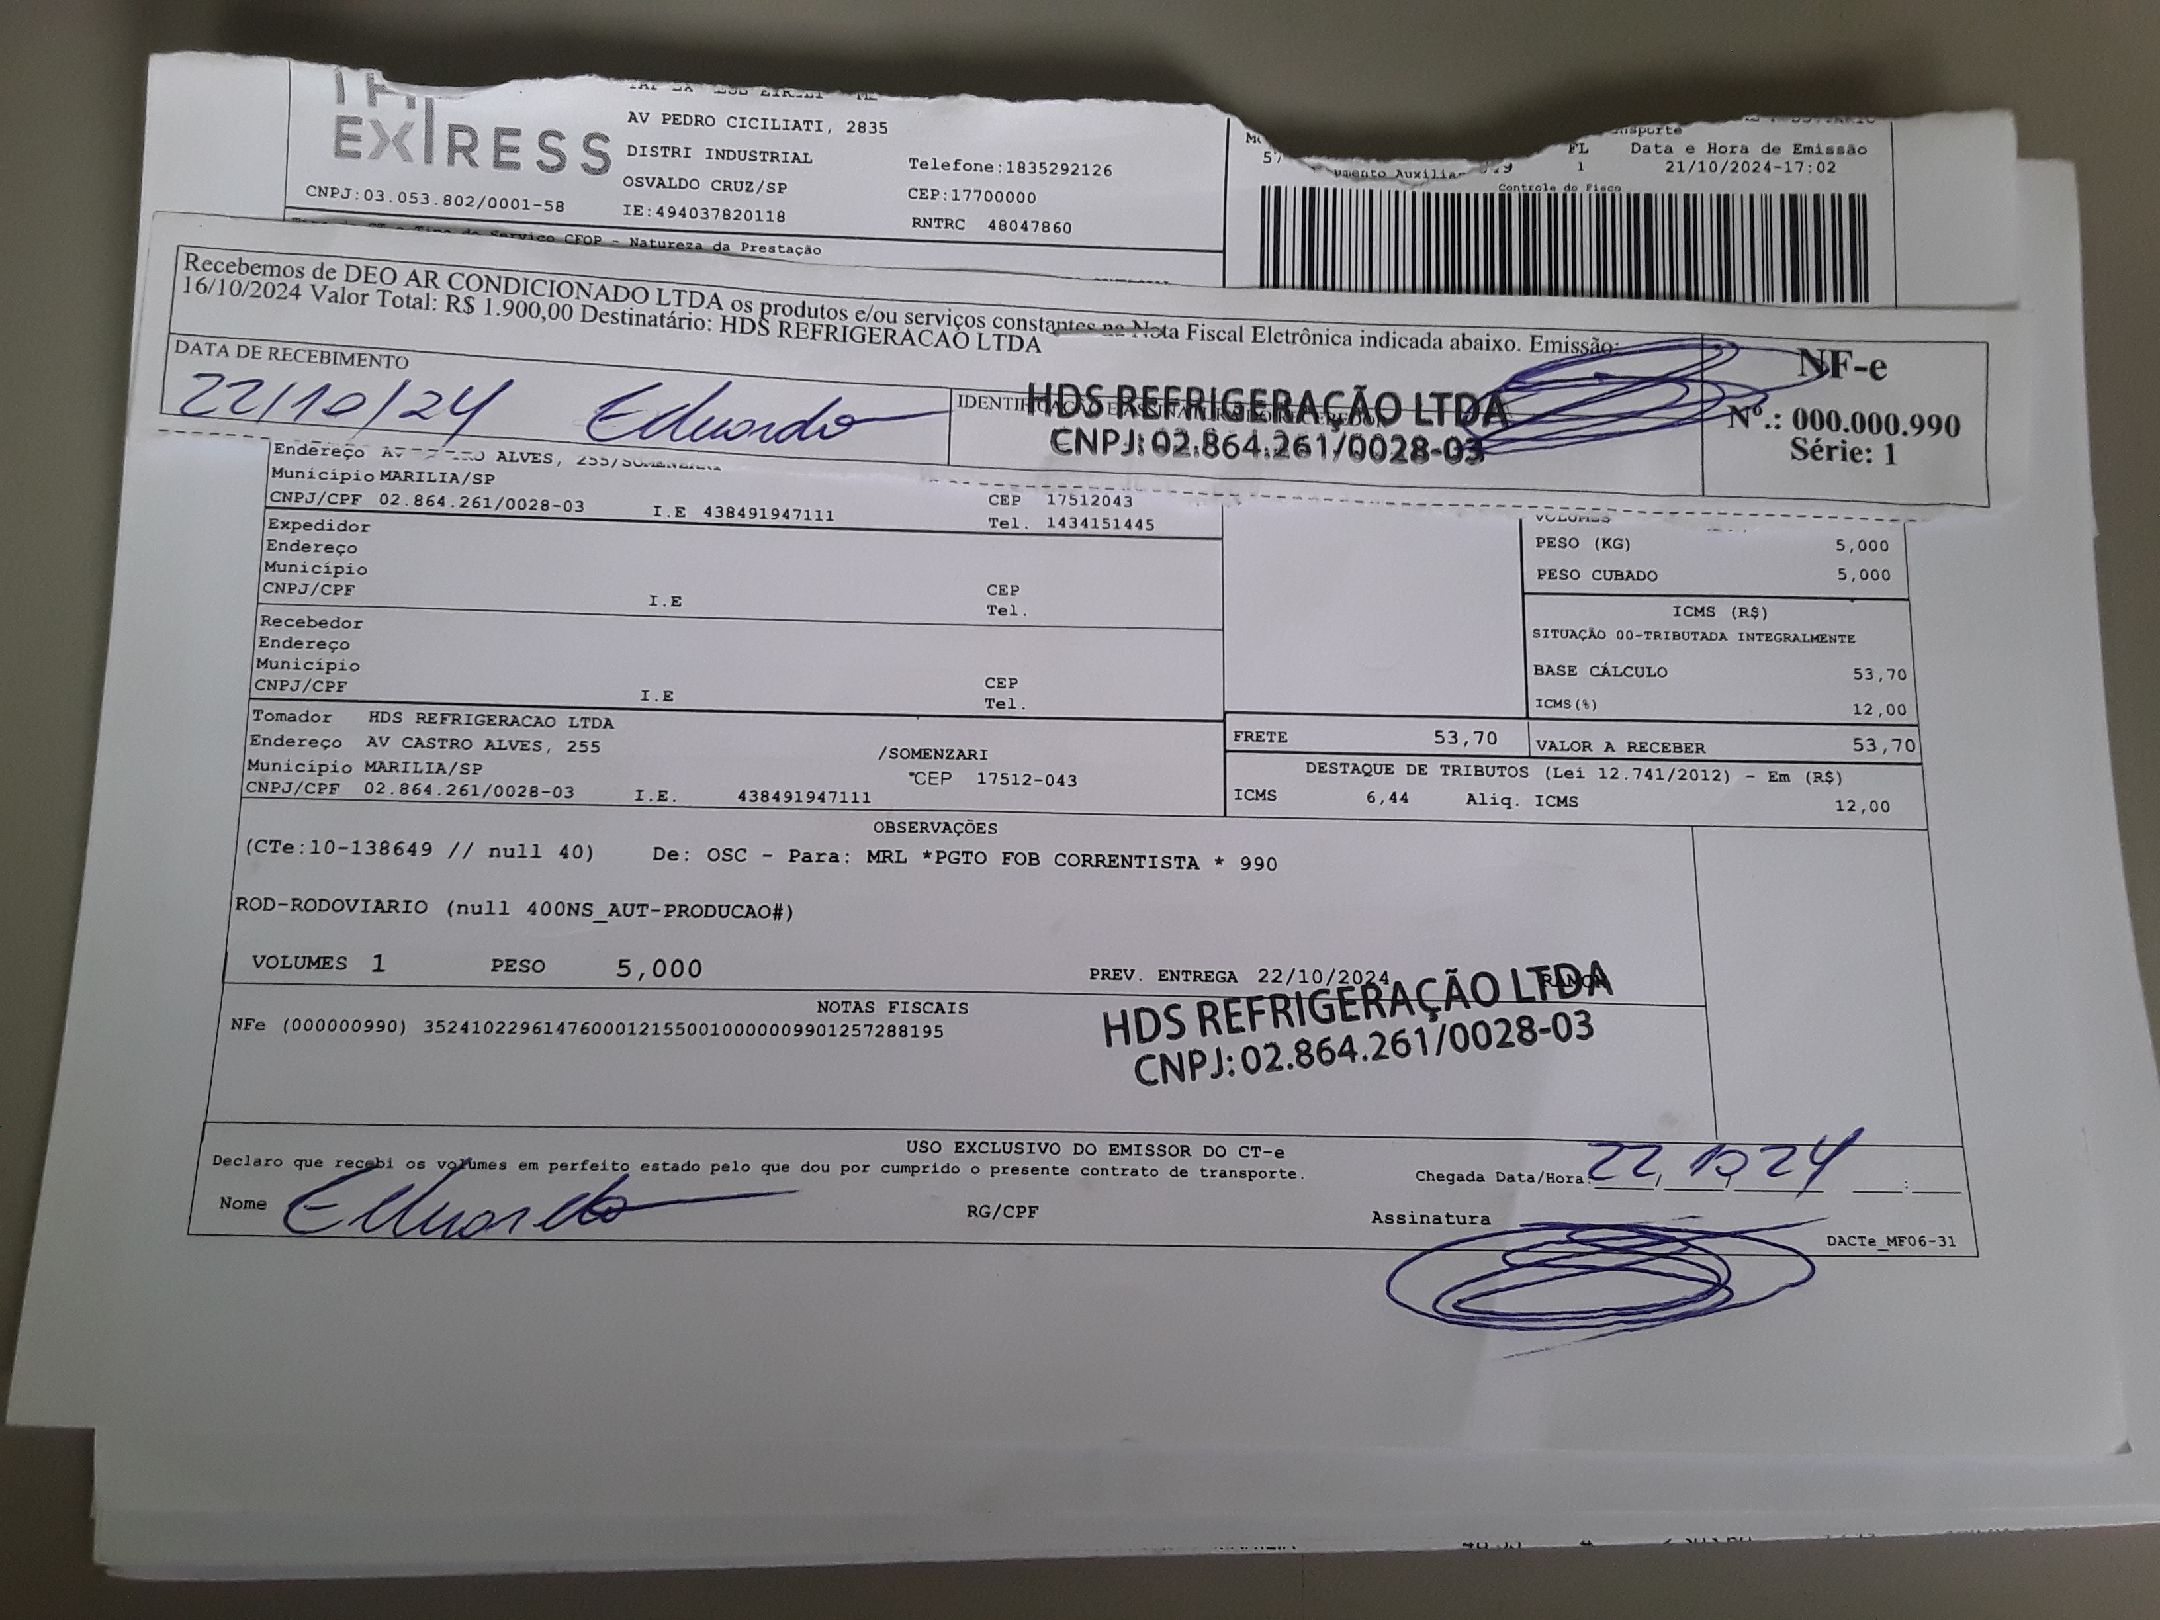 EXPRESS
AV PEDRO CICILIATI, 2835
DISTRI INDUSTRIAL
OSVALDO CRUZ/SP
IE:494037820118
CNPJ:03.053.802/0001-58
Telefone:1835292126
CEP:17700000
RNTRC 48047860
FL
1
Data e Hora de Emissão
21/10/2024-17:02
Controle do Fisco
Natureza da Prestação
Recebemos de DEO AR CONDICIONADO LTDA os produtos e/ou serviços constantes na Nota Fiscal Eletrônica indicada abaixo. Emissão:
16/10/2024 Valor Total: R$ 1.900,00 Destinatário: HDS REFRIGERACAO LTDA
DATA DE RECEBIMENTO
22/10/24 Eduardo
HDS REFRIGERAÇÃO LTDA
CNPJ:02.864.261/0028-03
NF-e
Nº.: 000.000.990
Série: 1
Endereço ALVES, 255/
Município MARILIA/SP
CNPJ/CPF 02.864.261/0028-03 I.E 438491947111
CEP 17512043
Tel. 1434151445
Expedidor
Endereço
Município
CNPJ/CPF I.E
CEP
Tel.
Recebedor
Endereço
Município
CNPJ/CPF I.E
CEP
Tel.
Tomador HDS REFRIGERACAO LTDA
Endereço AV CASTRO ALVES, 255 /SOMENZARI
Município MARILIA/SP CEP 17512-043
CNPJ/CPF 02.864.261/0028-03 I.E. 438491947111
VOLUMES
PESO (KG) 5,000
PESO CUBADO 5,000
ICMS (R$)
SITUAÇÃO 00-TRIBUTADA INTEGRALMENTE
BASE CÁLCULO 53,70
ICMS(%) 12,00
FRETE 53,70 VALOR A RECEBER 53,70
DESTAQUE DE TRIBUTOS (Lei 12.741/2012) - Em (R$)
ICMS 6,44 Aliq. ICMS 12,00
OBSERVAÇÕES
(CTe:10-138649 // null 40) De: OSC - Para: MRL *PGTO FOB CORRENTISTA * 990
ROD-RODOVIARIO (null 400NS_AUT-PRODUCAO#)
VOLUMES 1 PESO 5,000 PREV. ENTREGA 22/10/2024
NOTAS FISCAIS
NFe (000000990) 35241022961476000121550010000009901257288195
HDS REFRIGERAÇÃO LTDA
CNPJ:02.864.261/0028-03
USO EXCLUSIVO DO EMISSOR DO CT-e
Declaro que recebi os volumes em perfeito estado pelo que dou por cumprido o presente contrato de transporte.
Chegada Data/Hora: 22,10,24
Nome Eduardo RG/CPF Assinatura
DACTe_MF06-31